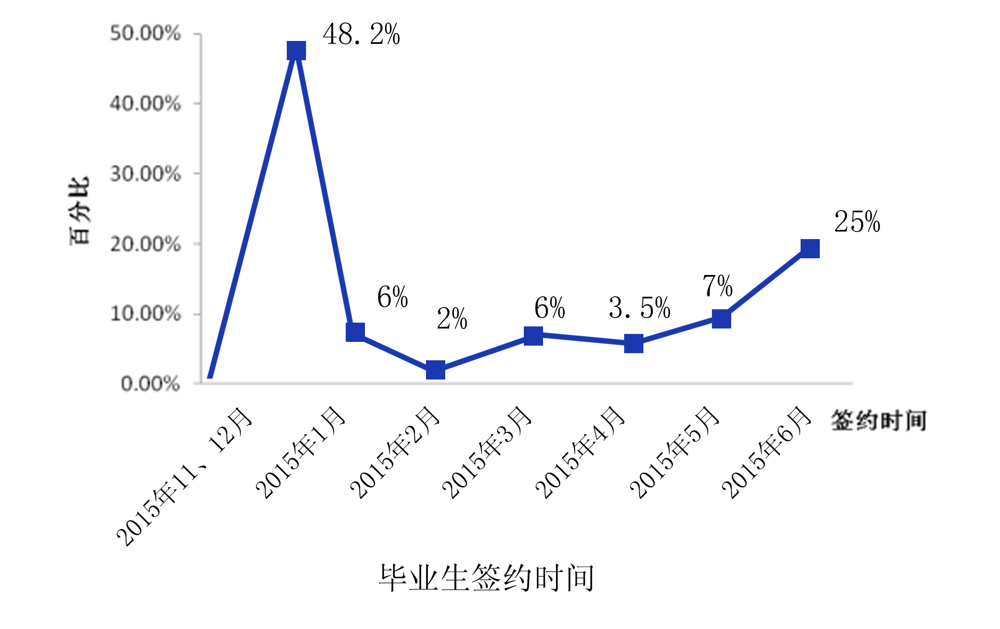 50.00%
48.2%
40.00%
30.00%
百分比
25%
20.00%
7%
6%
2%
6%
3.5%
10.00%
0.00%
2015年11、12月
2015年1月
2015年2月
2015年3月
2015年4月
2015年5月
2015年6月
签约时间
毕业生签约时间